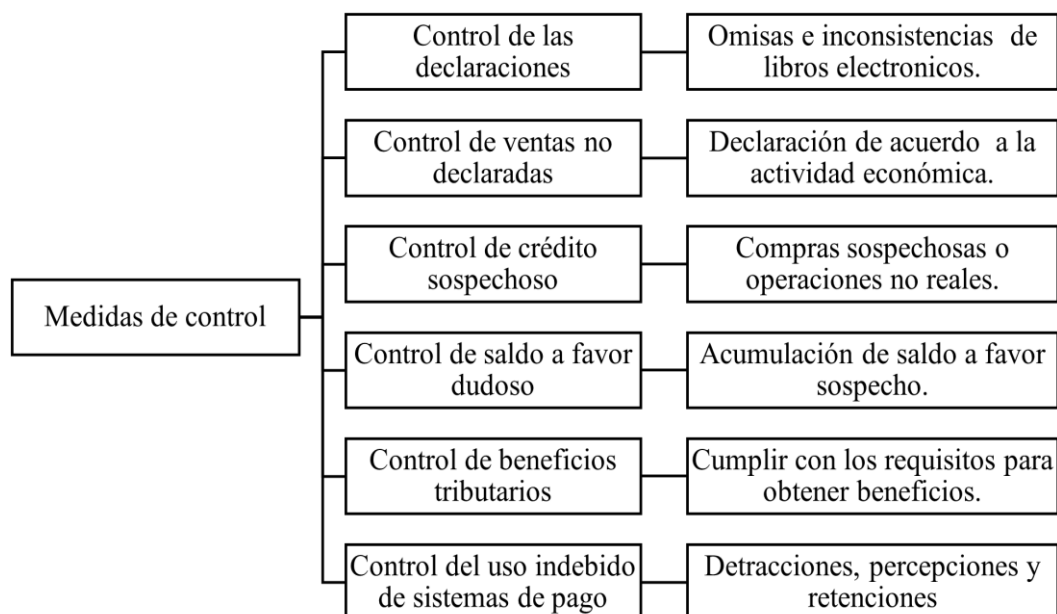 Medidas de control
Control de las
declaraciones
Omisas e inconsistencias de
libros electronicos.
Control de ventas no
declaradas
Declaración de acuerdo a la
actividad económica.
Control de crédito
sospechoso
Compras sospechosas o
operaciones no reales.
Control de saldo a favor
dudoso
Acumulación de saldo a favor
sospecho.
Control de beneficios
tributarios
Cumplir con los requisitos para
obtener beneficios.
Control del uso indebido
de sistemas de pago
Detracciones, percepciones y
retenciones